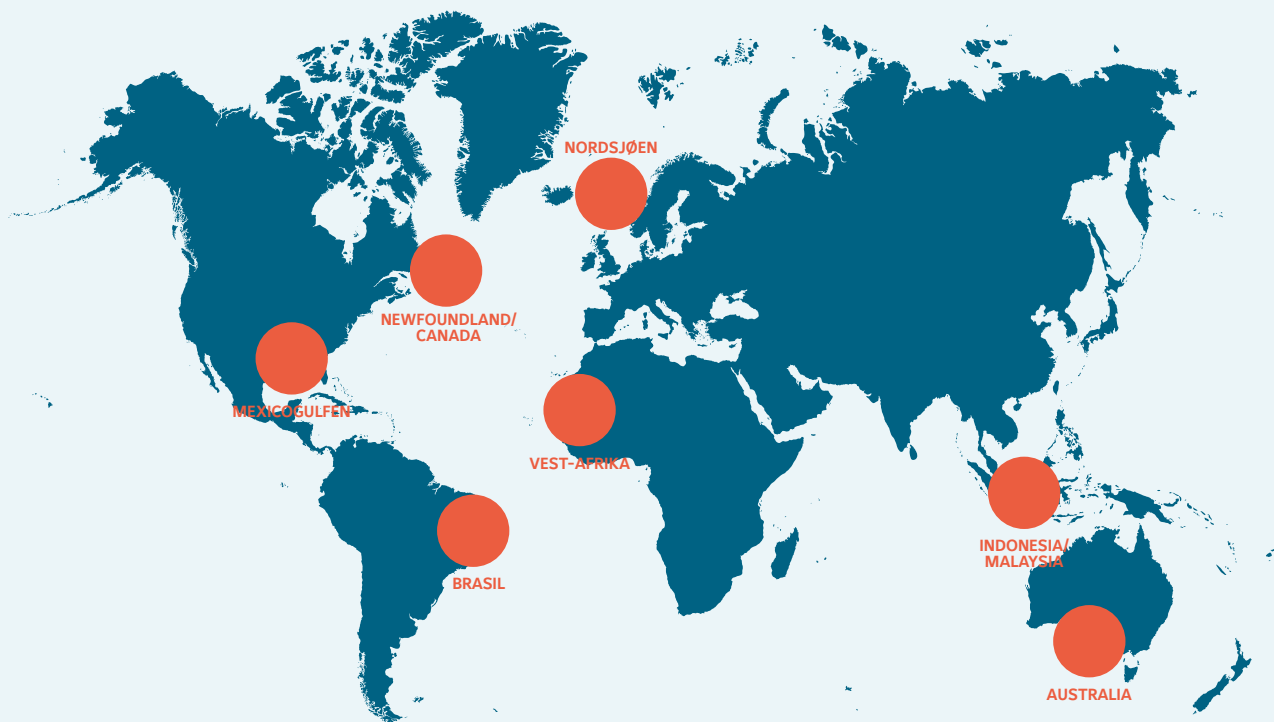 NORDSJØEN
NEWFOUNDLAND/
CANADA
MEXICOGULFEN
VEST-AFRIKA
BRASIL
INDONESIA/
MALAYSIA
AUSTRALIA